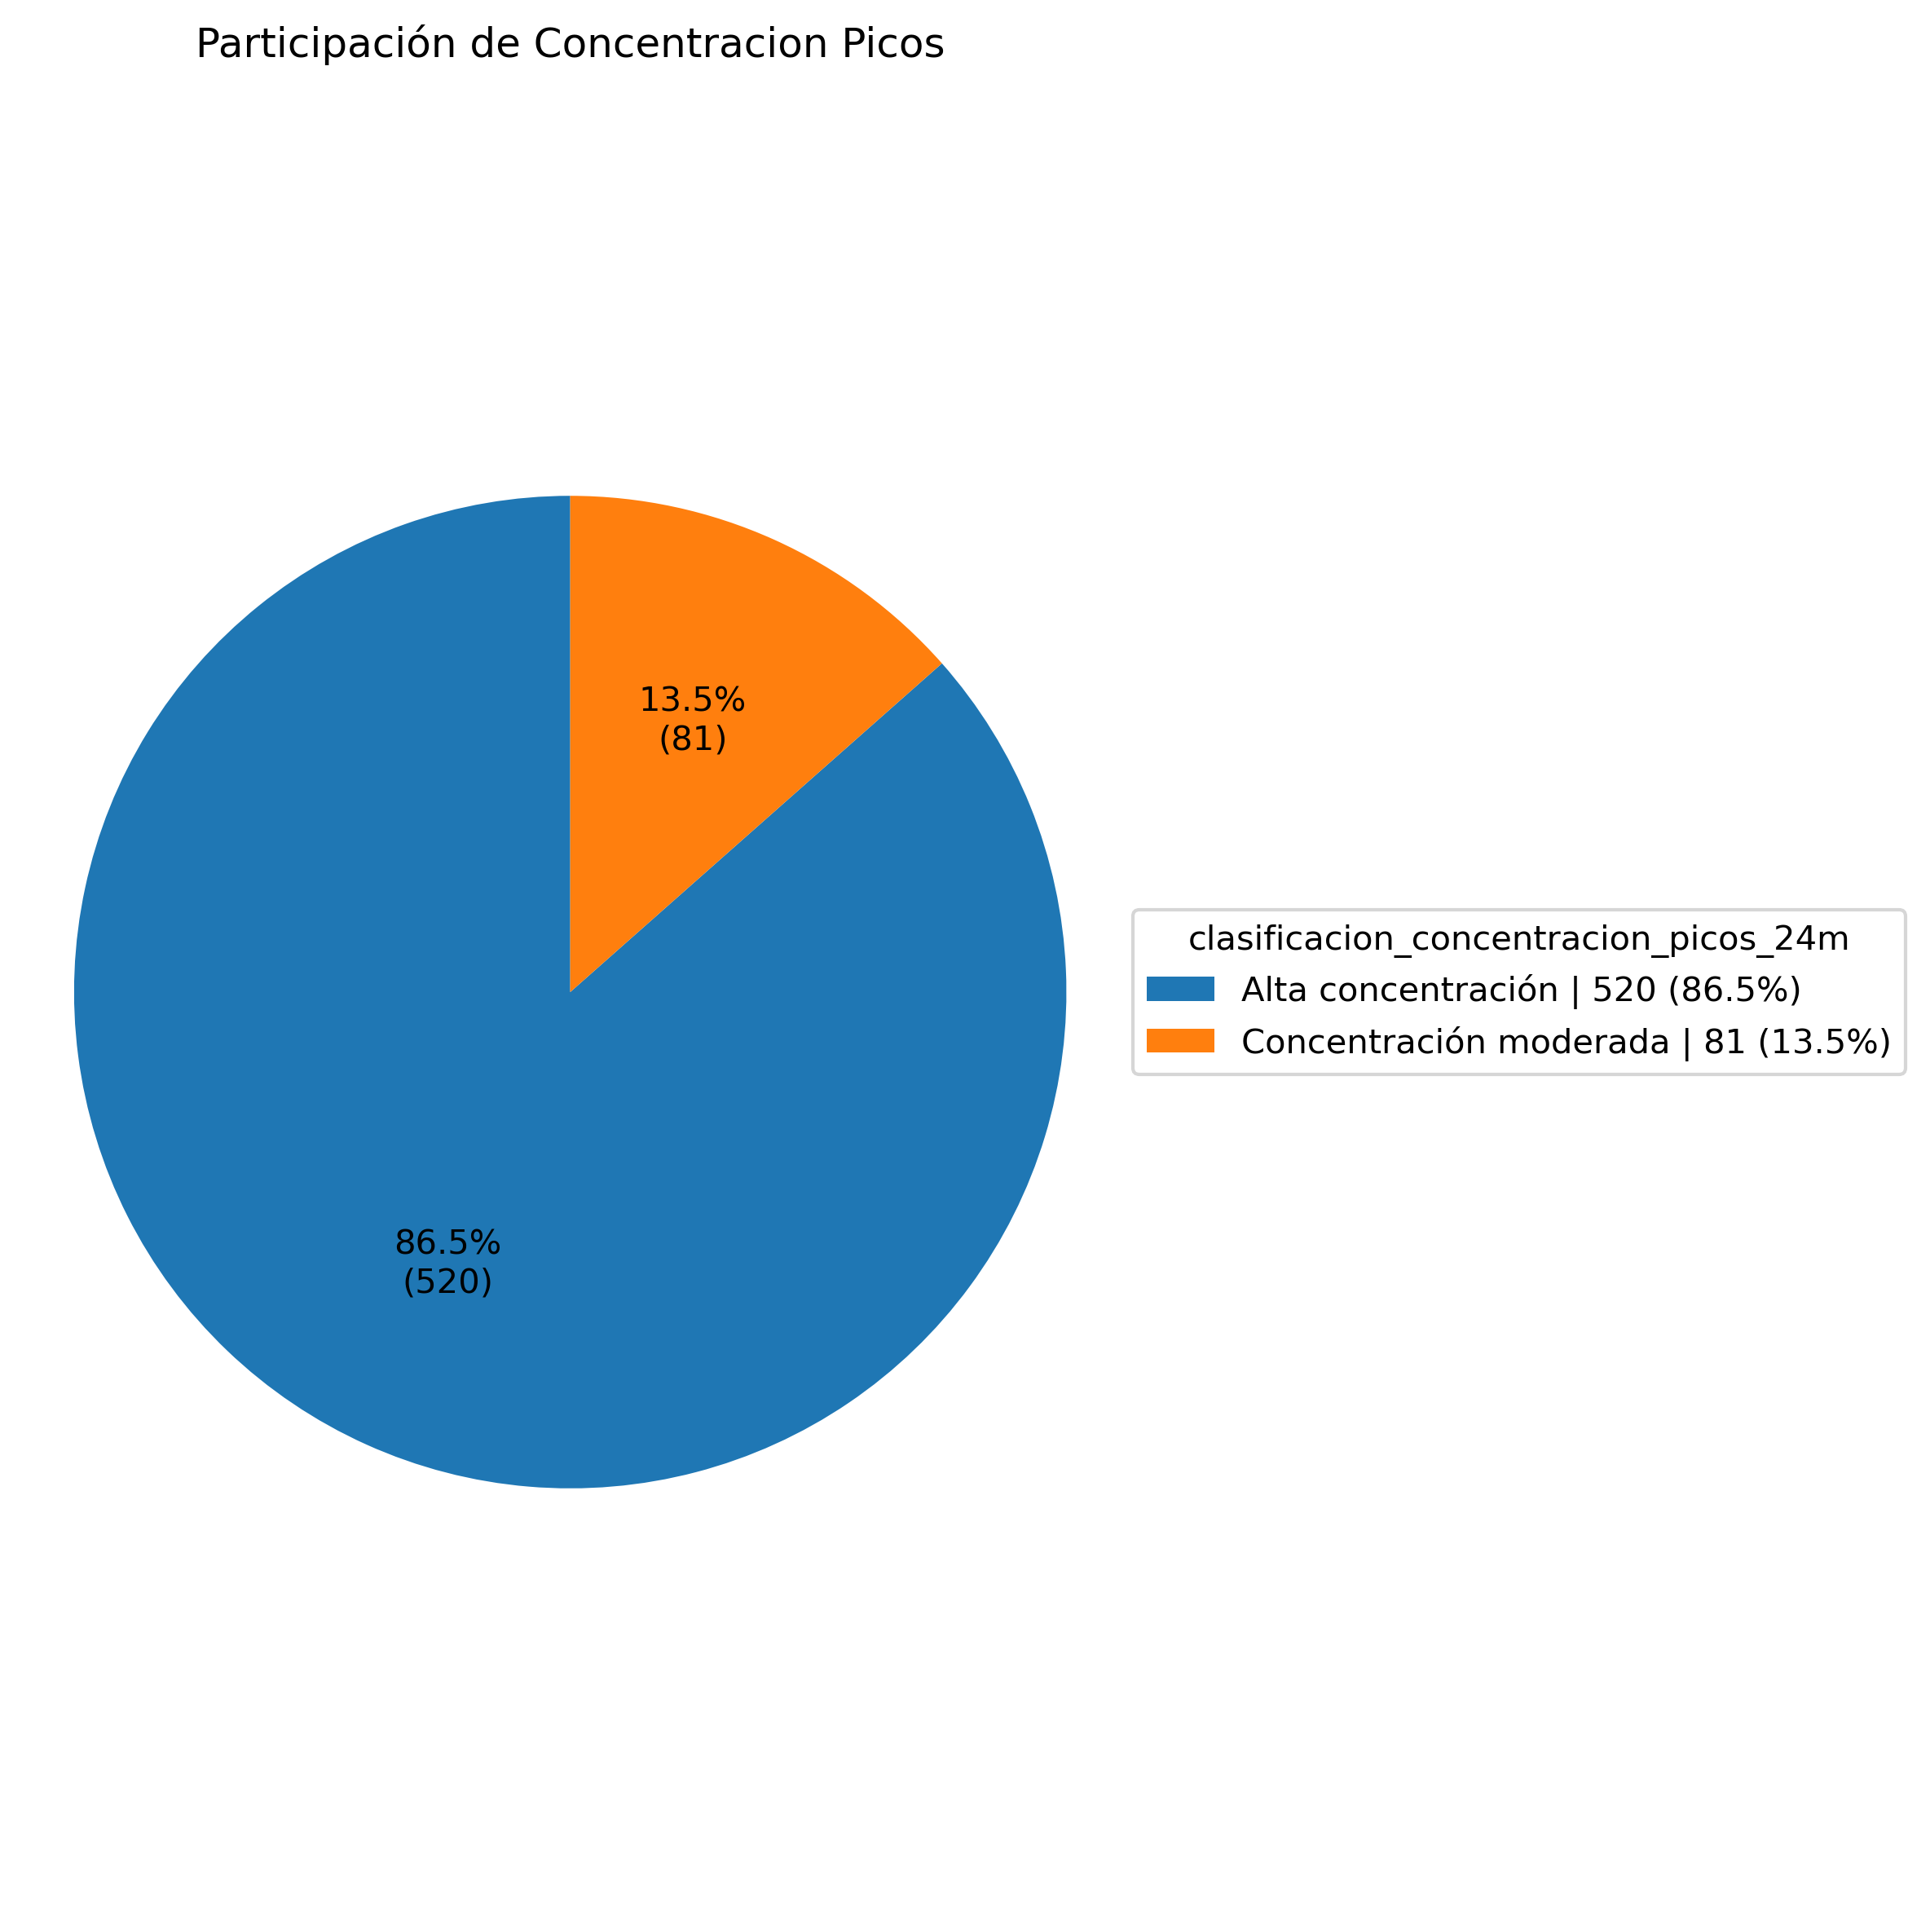 Participación de Concentracion Picos
13.5%
(81)
86.5%
(520)
clasificacion_concentracion_picos_24m
Alta concentración | 520 (86.5%)
Concentración moderada | 81 (13.5%)